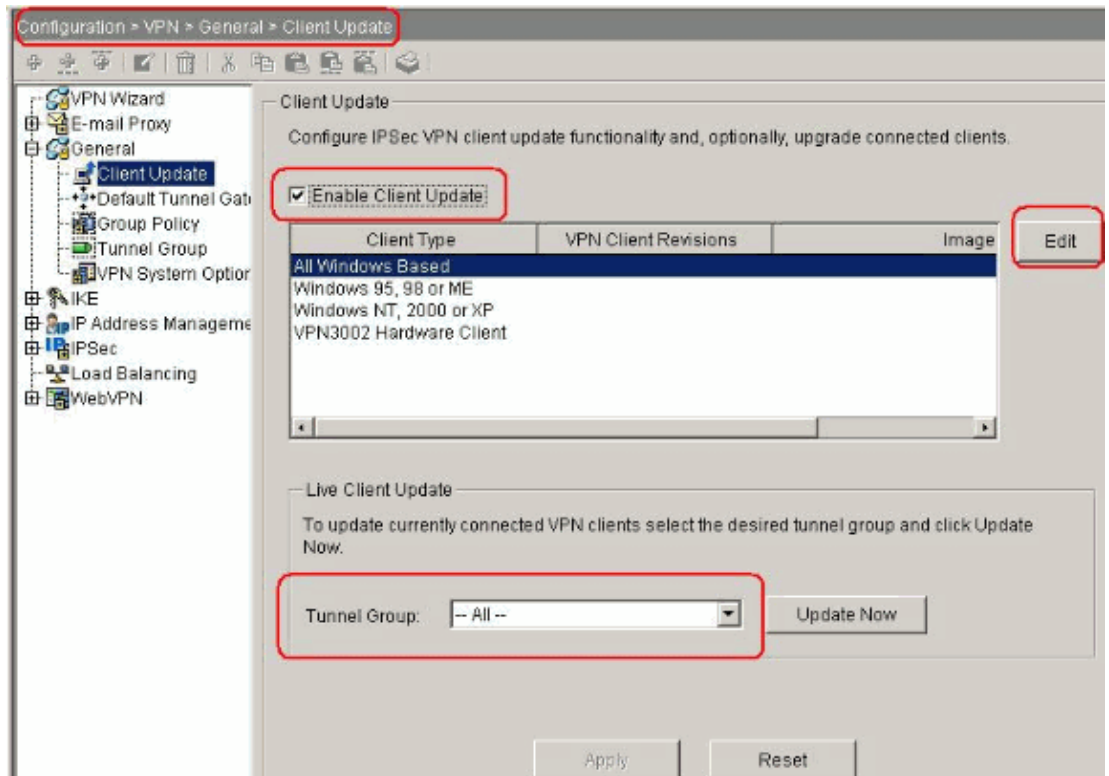 Configuration > VPN > General > Client Update
VPN Wizard
E-mail Proxy
General
Client Update
Default Tunnel Gat
Group Policy
Tunnel Group
VPN System Option
IKE
IP Address Manageme
IPSec
Load Balancing
WebVPN
Client Update
Configure IPSec VPN client update functionality and, optionally, upgrade connected clients.
Enable Client Update
Client Type VPN Client Revisions Image
All Windows Based
Windows 95, 98 or ME
Windows NT, 2000 or XP
VPN3002 Hardware Client
Edit
Live Client Update
To update currently connected VPN clients select the desired tunnel group and click Update
Now.
Tunnel Group: -- All -- Update Now
Apply Reset